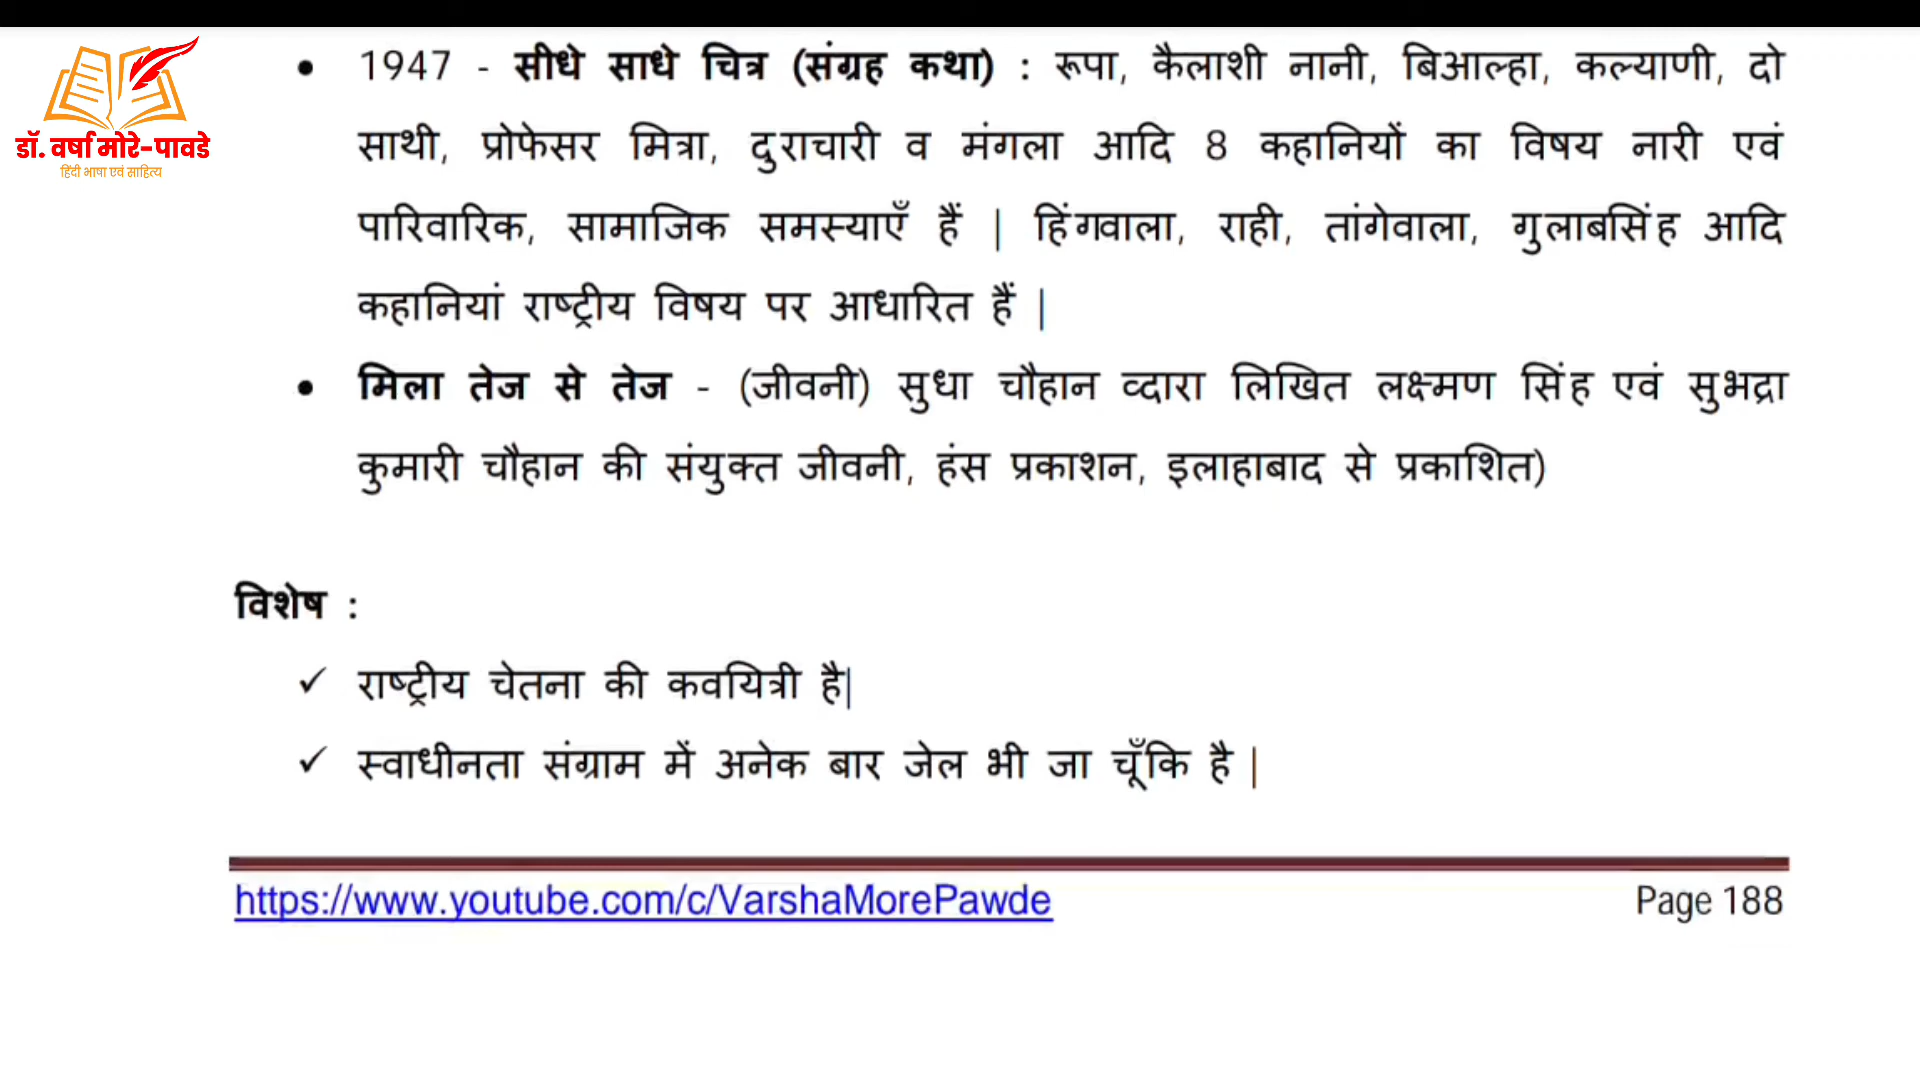 डॉ. वर्षा मोरे-पावडे
हिंदी भाषा एवं साहित्य
• 1947 - सीधे साधे चित्र (संग्रह कथा) : रूपा, कैलाशी नानी, बिआल्हा, कल्याणी, दो
साथी, प्रोफेसर मित्रा, दुराचारी व मंगला आदि 8 कहानियों का विषय नारी एवं
पारिवारिक, सामाजिक समस्याएँ हैं | हिंगवाला, राही, तांगेवाला, गुलाबसिंह आदि
कहानियां राष्ट्रीय विषय पर आधारित हैं |
• मिला तेज से तेज - (जीवनी) सुधा चौहान व्दारा लिखित लक्ष्मण सिंह एवं सुभद्रा
कुमारी चौहान की संयुक्त जीवनी, हंस प्रकाशन, इलाहाबाद से प्रकाशित)
विशेष :
✓ राष्ट्रीय चेतना की कवयित्री है|
✓ स्वाधीनता संग्राम में अनेक बार जेल भी जा चूँकि है |
https://www.youtube.com/c/VarshaMorePawde Page 188